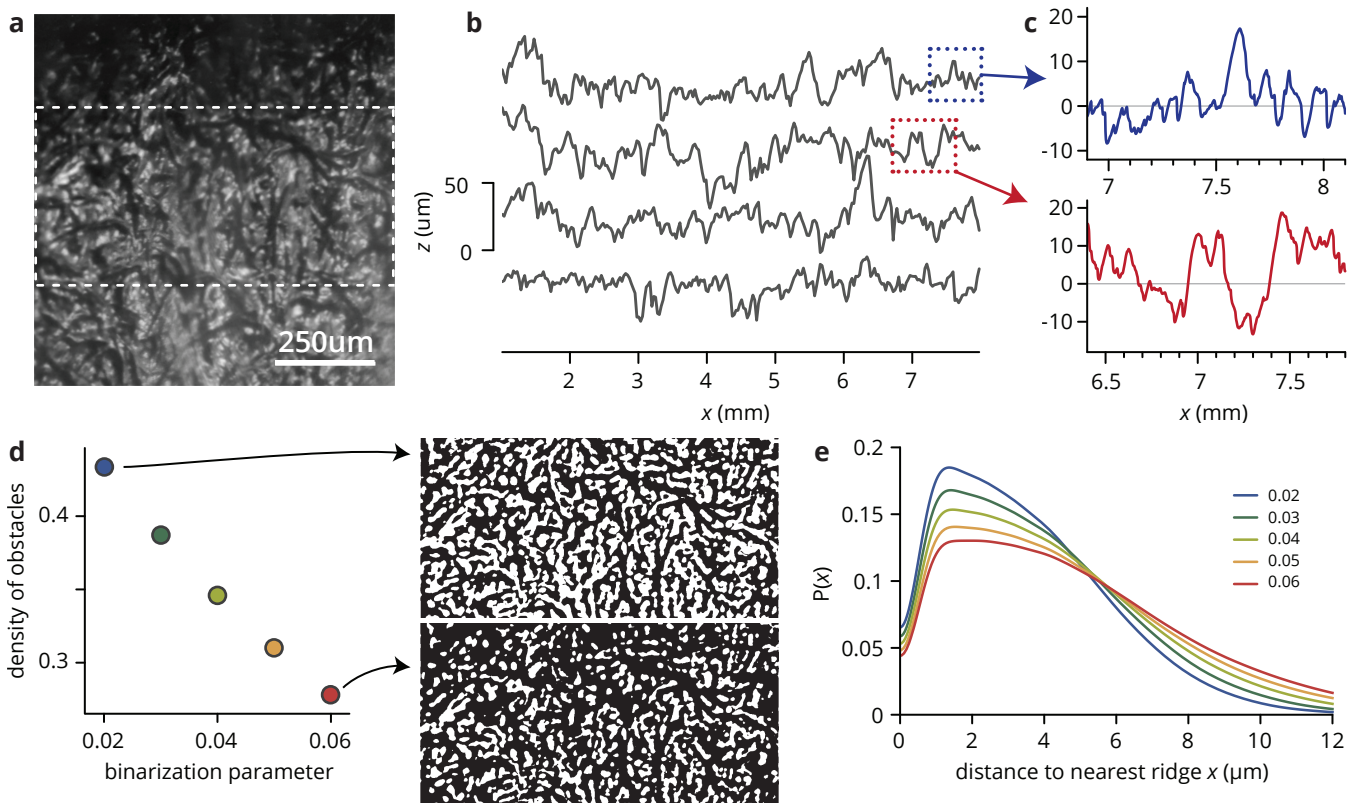 a
250um
b
z (um)
50
0
2 3 4 5 6 7
x (mm)
c
20
10
0
-10
7 7.5 8
20
10
0
-10
6.5 7 7.5
x (mm)
d
density of obstacles
0.4
0.3
0.02 0.04 0.06
binarization parameter
e
P(x)
0.2
0.15
0.1
0.05
0
0.02
0.03
0.04
0.05
0.06
0 2 4 6 8 10 12
distance to nearest ridge x (μm)